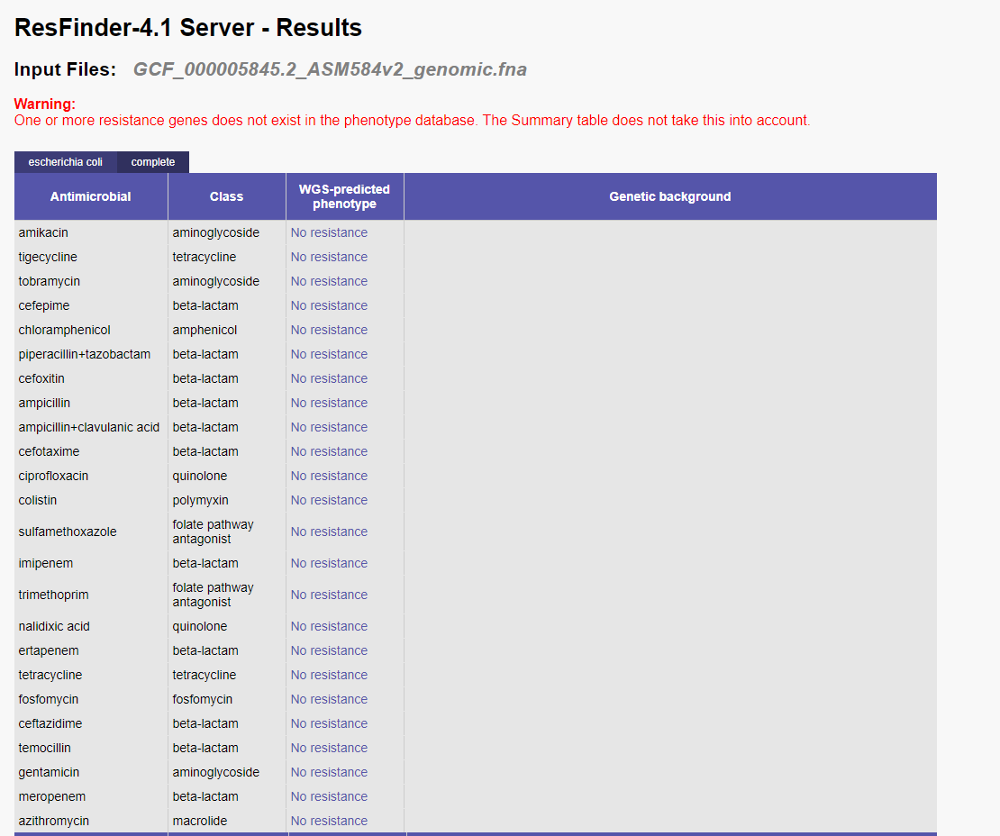 ResFinder-4.1 Server - Results
Input Files: GCF_000005845.2_ASM584v2_genomic.fna
Warning:
One or more resistance genes does not exist in the phenotype database. The Summary table does not take this into account.
escherichia coli complete
Antimicrobial Class WGS-predicted phenotype Genetic background
amikacin aminoglycoside No resistance
tigecycline tetracycline No resistance
tobramycin aminoglycoside No resistance
cefepime beta-lactam No resistance
chloramphenicol amphenicol No resistance
piperacillin+tazobactam beta-lactam No resistance
cefoxitin beta-lactam No resistance
ampicillin beta-lactam No resistance
ampicillin+clavulanic acid beta-lactam No resistance
cefotaxime beta-lactam No resistance
ciprofloxacin quinolone No resistance
colistin polymyxin No resistance
sulfamethoxazole folate pathway antagonist No resistance
imipenem beta-lactam No resistance
trimethoprim folate pathway antagonist No resistance
nalidixic acid quinolone No resistance
ertapenem beta-lactam No resistance
tetracycline tetracycline No resistance
fosfomycin fosfomycin No resistance
ceftazidime beta-lactam No resistance
temocillin beta-lactam No resistance
gentamicin aminoglycoside No resistance
meropenem beta-lactam No resistance
azithromycin macrolide No resistance